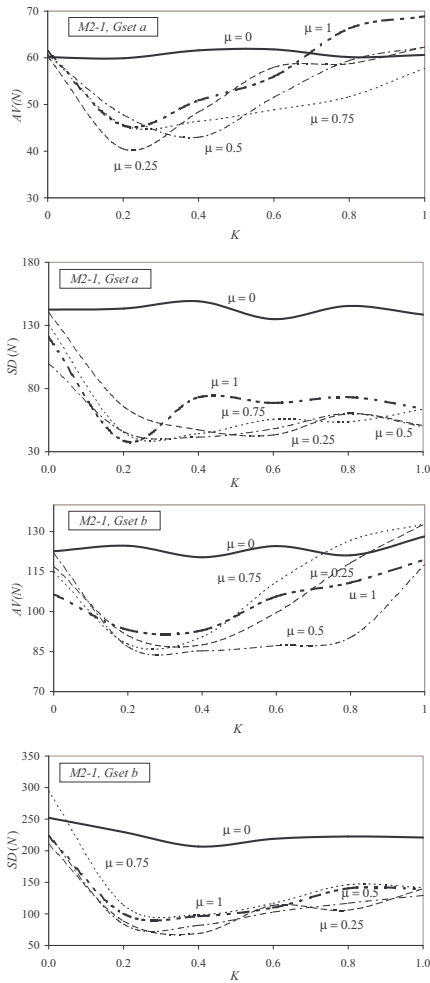 70
60
50
40
30
AV(N)
M2-1, Gset a
μ = 0
μ = 1
μ = 0.75
μ = 0.5
μ = 0.25
0.0 0.2 0.4 0.6 0.8 1
K
180
130
80
30
SD (N)
M2-1, Gset a
μ = 0
μ = 1
μ = 0.75
μ = 0.5
μ = 0.25
0.0 0.2 0.4 0.6 0.8 1.0
K
130
115
100
85
70
AV(N)
M2-1, Gset b
μ = 0
μ = 0.75
μ = 0.25
μ = 1
μ = 0.5
0.0 0.2 0.4 0.6 0.8 1
K
350
300
250
200
150
100
50
SD (N)
M2-1, Gset b
μ = 0
μ = 0.75
μ = 1
μ = 0.5
μ = 0.25
0.0 0.2 0.4 0.6 0.8 1.0
K